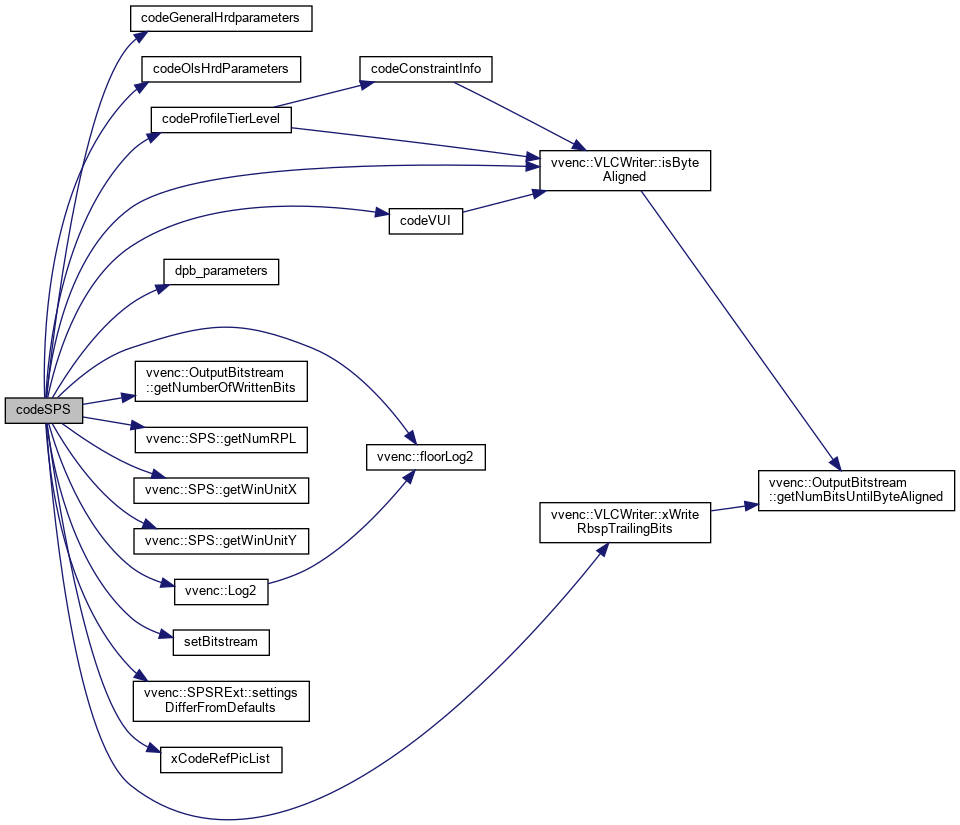 codeGeneralHrdparameters
codeOlsHrdParameters
codeConstraintInfo
codeProfileTierLevel
vvenc::VLCWriter::isByte
Aligned
codeVUI
dpb_parameters
vvenc::OutputBitstream
::getNumberOfWrittenBits
codeSPS
vvenc::SPS::getNumRPL
vvenc::floorLog2
vvenc::SPS::getWinUnitX
vvenc::OutputBitstream
::getNumBitsUntilByteAligned
vvenc::VLCWriter::xWrite
RbspTrailingBits
vvenc::SPS::getWinUnitY
vvenc::Log2
setBitstream
vvenc::SPSRExt::settings
DifferFromDefaults
xCodeRefPicList